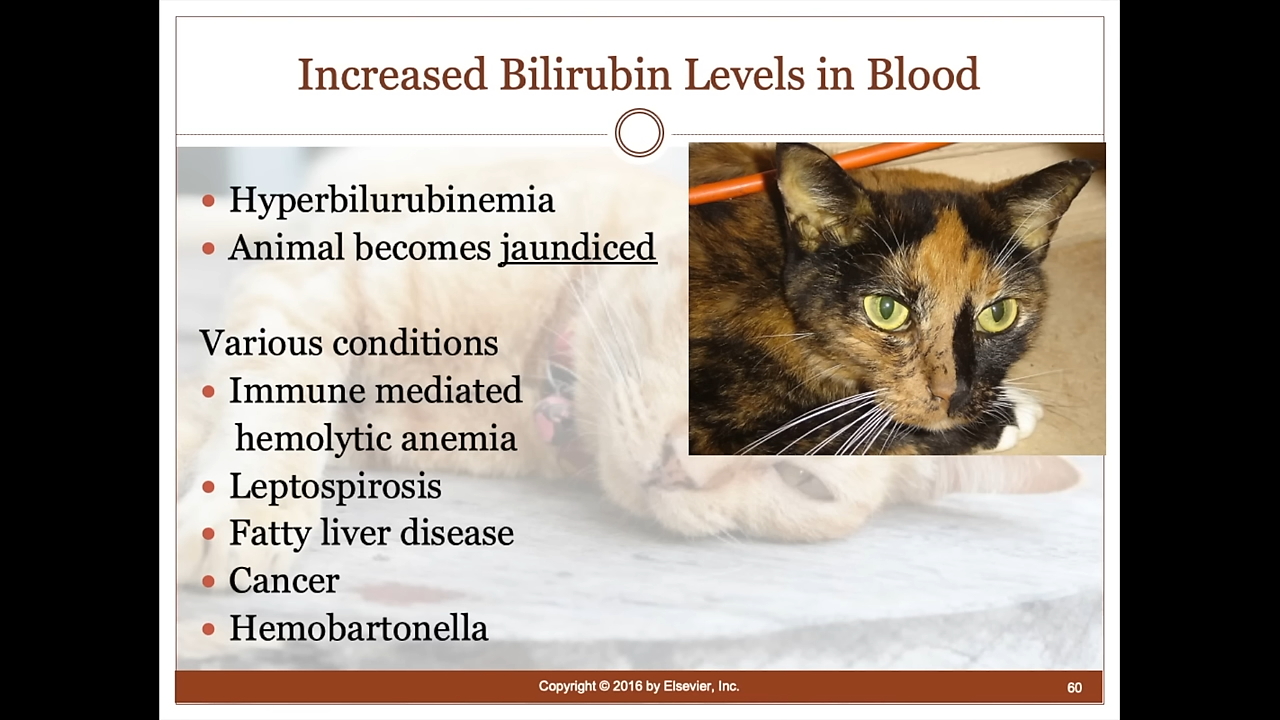 Increased Bilirubin Levels in Blood
• Hyperbilurubinemia
• Animal becomes jaundiced
Various conditions
• Immune mediated
hemolytic anemia
• Leptospirosis
• Fatty liver disease
• Cancer
• Hemobartonella
Copyright © 2016 by Elsevier, Inc.
60